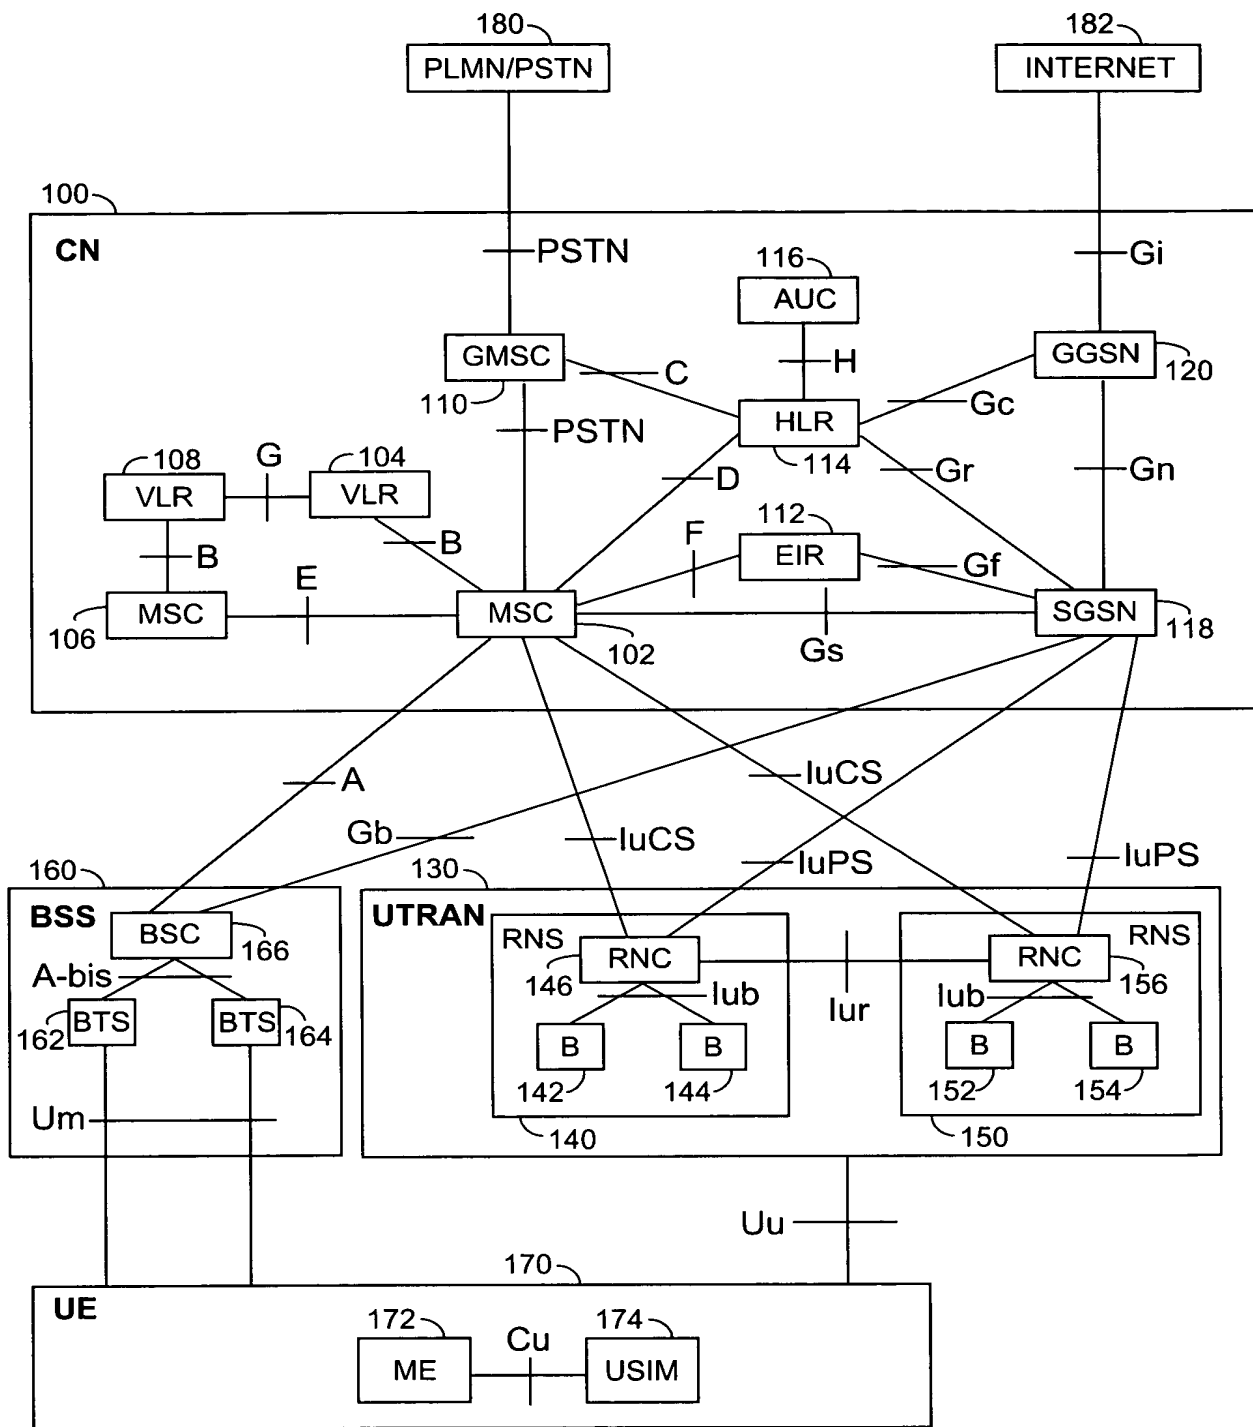 180
182
PLMN/PSTN
INTERNET
100
CN
PSTN
Gi
116
AUC
GMSC
GGSN
C
H
120
110
Gc
HLR
PSTN
114
G
108
104
D
Gr
Gn
VLR
VLR
112
F
B
B
EIR
Gf
E
MSC
MSC
SGSN
106
102
118
Gs
A
IuCS
Gb
IuCS
IuPS
IuPS
160
130
BSS
UTRAN
BSC
166
RNS
RNS
RNC
RNC
146
156
A-bis
Iub
Iub
Iur
BTS
BTS
162
164
B
B
B
B
142
144
152
154
Um
140
150
Uu
170
UE
172
174
Cu
ME
USIM